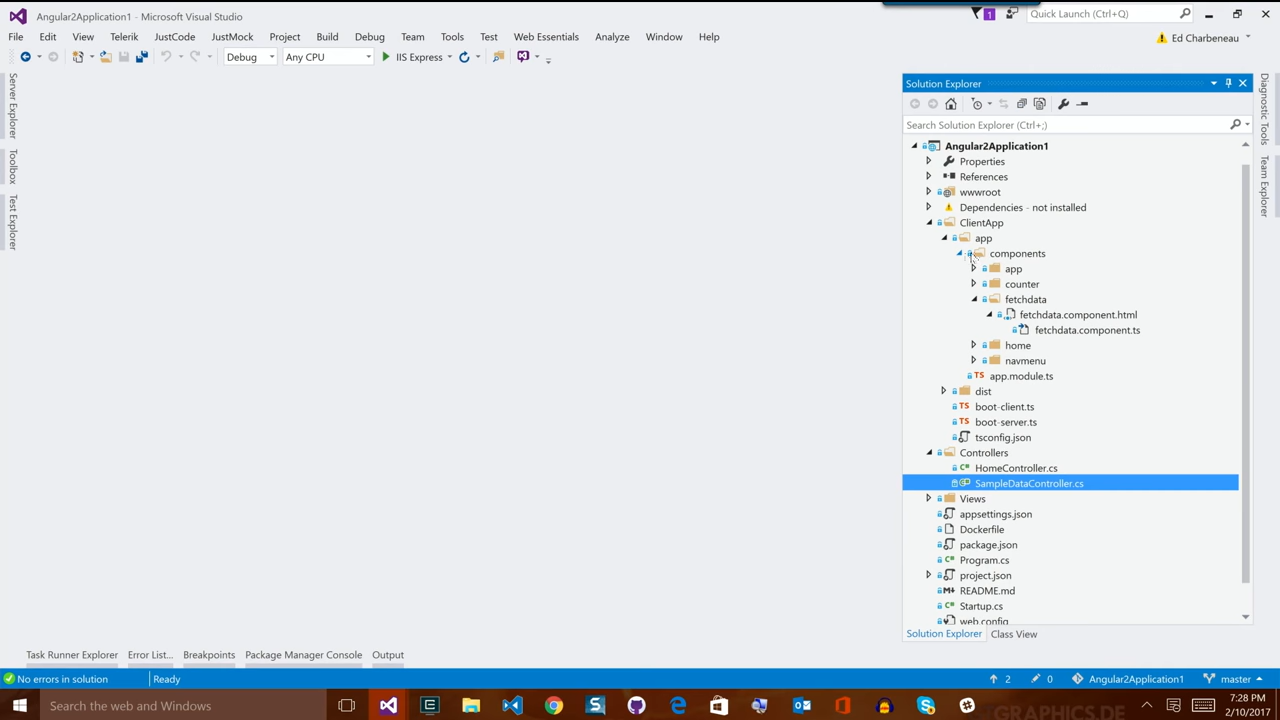 Angular2Application1 - Microsoft Visual Studio
1
Quick Launch (Ctrl+Q)
File Edit View Telerik JustCode JustMock Project Build Debug Team Tools Test Web Essentials Analyze Window Help
Ed Charbeneau
Debug Any CPU IIS Express
Server Explorer
Toolbox
Test Explorer
Solution Explorer
Search Solution Explorer (Ctrl+;)
Angular2Application1
Properties
References
wwwroot
Dependencies - not installed
ClientApp
app
components
app
counter
fetchdata
fetchdata.component.html
fetchdata.component.ts
home
navmenu
TS app.module.ts
dist
TS boot-client.ts
TS boot-server.ts
tsconfig.json
Controllers
C# HomeController.cs
C# SampleDataController.cs
Views
appsettings.json
Dockerfile
package.json
C# Program.cs
project.json
README.md
C# Startup.cs
web.config
Solution Explorer Class View
Diagnostic Tools
Team Explorer
Task Runner Explorer Error List... Breakpoints Package Manager Console Output
No errors in solution Ready 2 0 Angular2Application1 master
Search the web and Windows
7:28 PM
2/10/2017